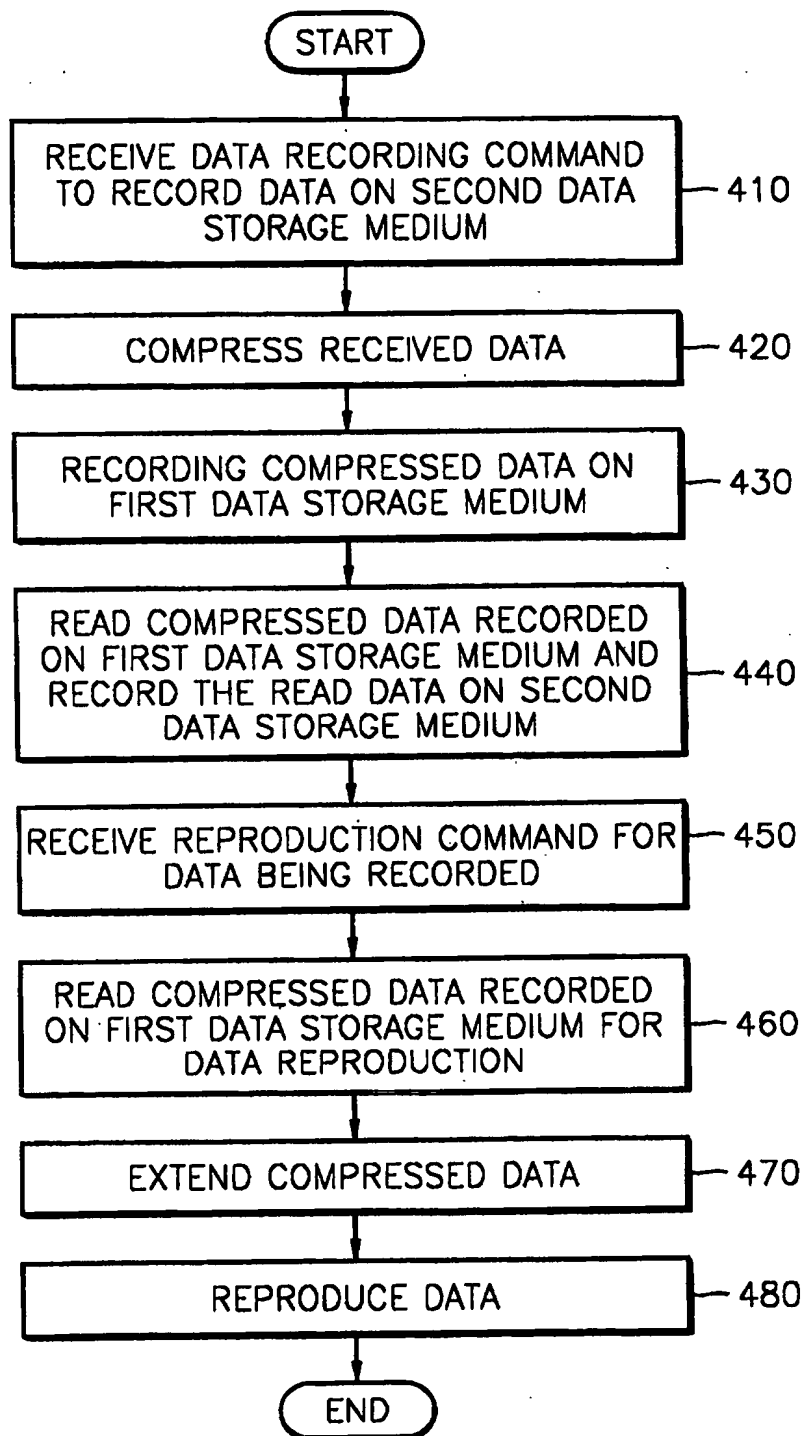 START
RECEIVE DATA RECORDING COMMAND
TO RECORD DATA ON SECOND DATA
STORAGE MEDIUM
410
COMPRESS RECEIVED DATA
420
RECORDING COMPRESSED DATA ON
FIRST DATA STORAGE MEDIUM
430
READ COMPRESSED DATA RECORDED
ON FIRST DATA STORAGE MEDIUM AND
RECORD THE READ DATA ON SECOND
DATA STORAGE MEDIUM
440
RECEIVE REPRODUCTION COMMAND FOR
DATA BEING RECORDED
450
READ COMPRESSED DATA RECORDED
ON FIRST DATA STORAGE MEDIUM FOR
DATA REPRODUCTION
460
EXTEND COMPRESSED DATA
470
REPRODUCE DATA
480
END